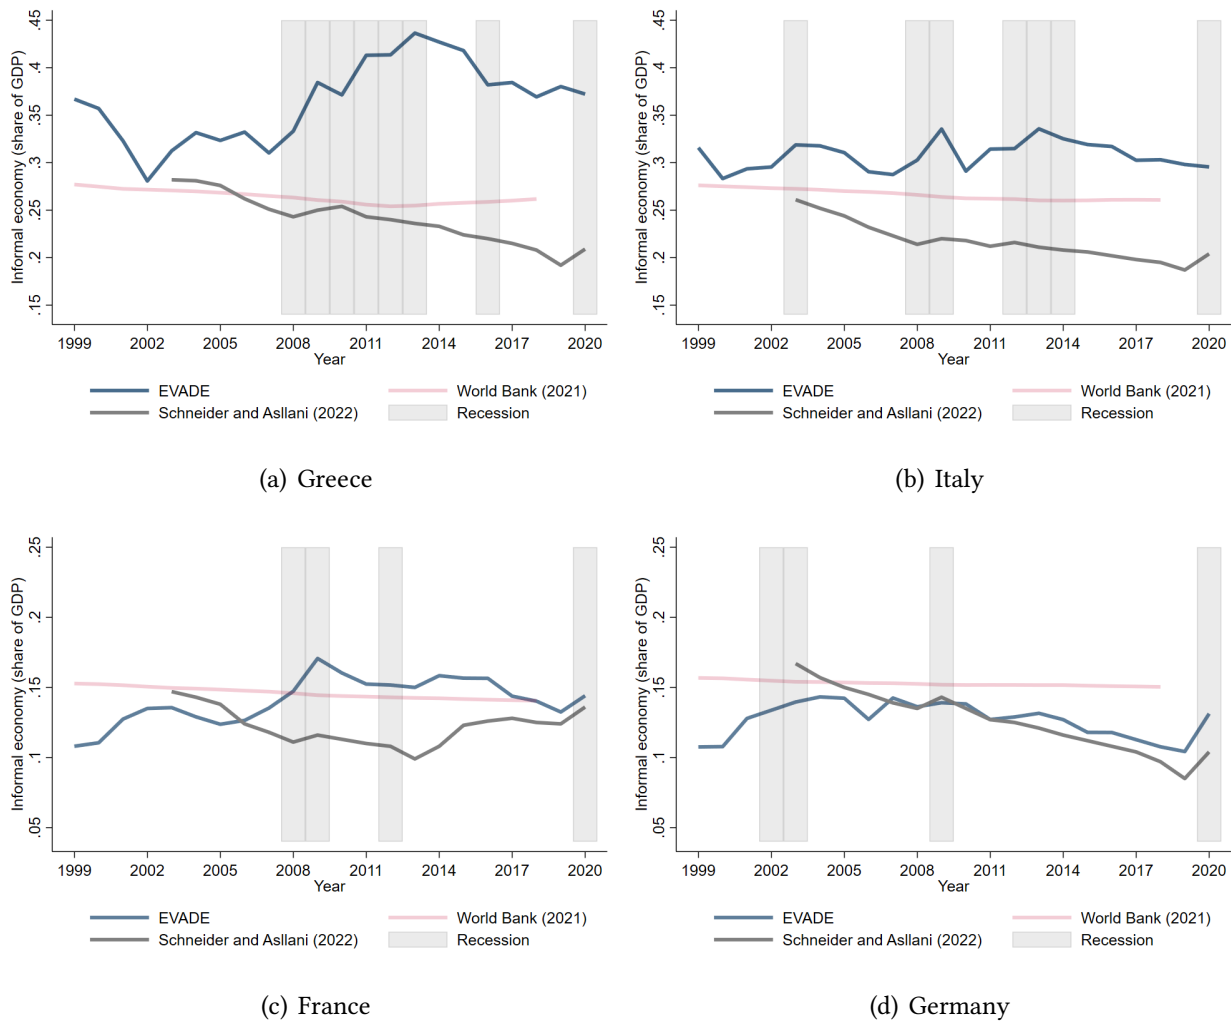 Informal economy (share of GDP)
.45
.4
.35
.3
.25
.2
.15
1999 2002 2005 2008 2011 2014 2017 2020
Year
EVADE World Bank (2021)
Schneider and Asllani (2022) Recession
(a) Greece
Informal economy (share of GDP)
.45
.4
.35
.3
.25
.2
.15
1999 2002 2005 2008 2011 2014 2017 2020
Year
EVADE World Bank (2021)
Schneider and Asllani (2022) Recession
(b) Italy
Informal economy (share of GDP)
.25
.2
.15
.1
.05
1999 2002 2005 2008 2011 2014 2017 2020
Year
EVADE World Bank (2021)
Schneider and Asllani (2022) Recession
(c) France
Informal economy (share of GDP)
.25
.2
.15
.1
.05
1999 2002 2005 2008 2011 2014 2017 2020
Year
EVADE World Bank (2021)
Schneider and Asllani (2022) Recession
(d) Germany